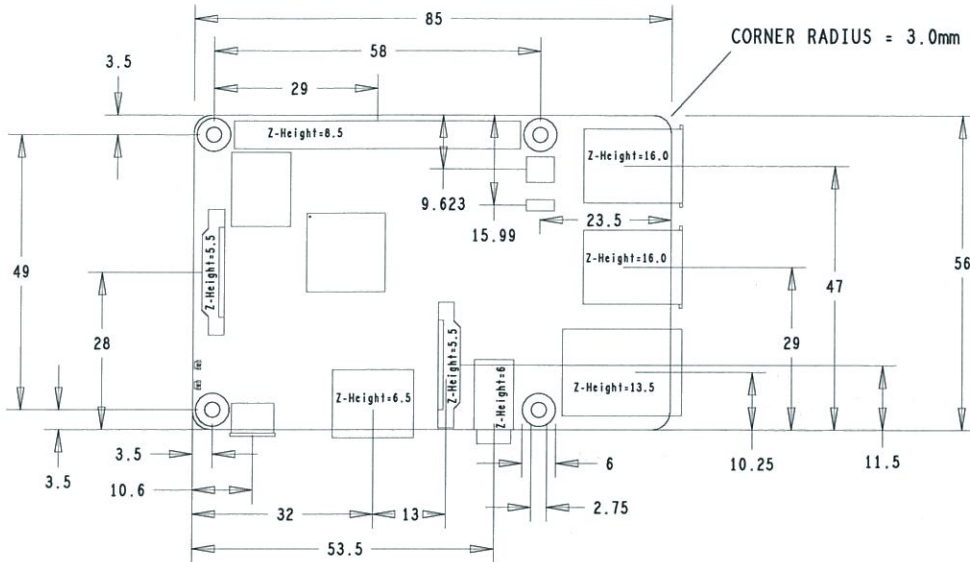 85
58
CORNER RADIUS = 3.0mm
3.5
29
Z-Height=8.5
Z-Height=16.0
9.623
23.5
15.99
49
Z-Height=5.5
Z-Height=16.0
47
56
28
29
Z-Height=5.5
Z-Height=6
Z-Height=13.5
Z-Height=6.5
3.5
3.5
6
10.25
11.5
10.6
32
13
2.75
53.5